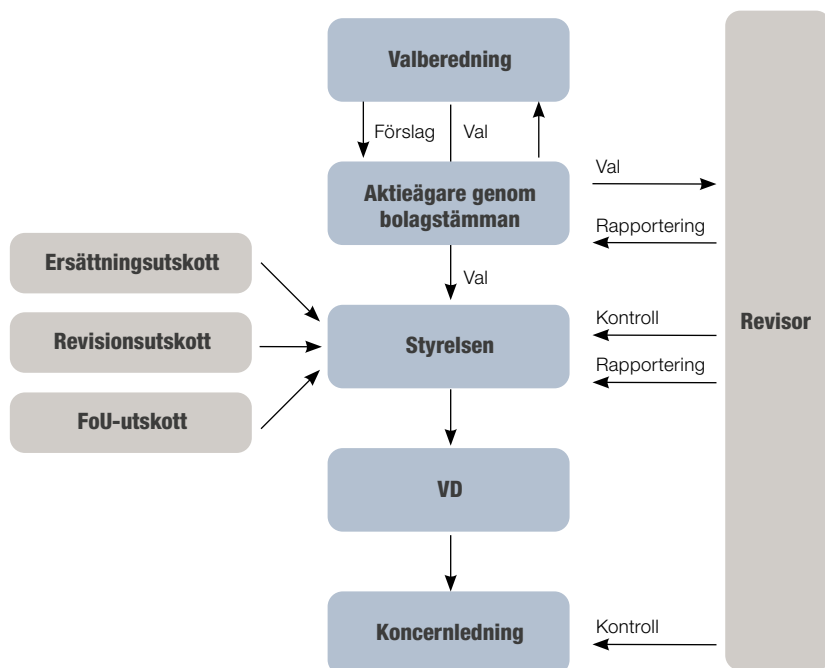 Valberedning
Förslag
Val
Aktieägare genom
bolagstämman
Val
Rapportering
Val
Ersättningsutskott
Revisionsutskott
FoU-utskott
Styrelsen
Kontroll
Rapportering
Revisor
VD
Koncernledning
Kontroll